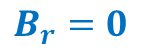 B_r = 0